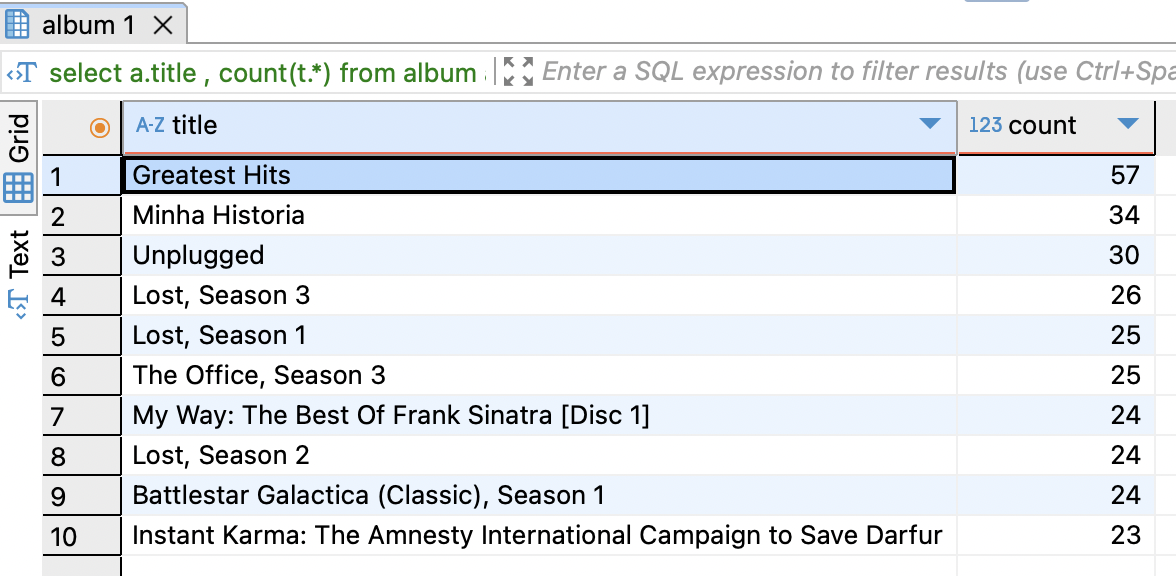 album 1
select a.title , count(t.*) from album
Enter a SQL expression to filter results (use Ctrl+Spa
Grid
Text
A-Z title 123 count
1 Greatest Hits 57
2 Minha Historia 34
3 Unplugged 30
4 Lost, Season 3 26
5 Lost, Season 1 25
6 The Office, Season 3 25
7 My Way: The Best Of Frank Sinatra [Disc 1] 24
8 Lost, Season 2 24
9 Battlestar Galactica (Classic), Season 1 24
10 Instant Karma: The Amnesty International Campaign to Save Darfur 23